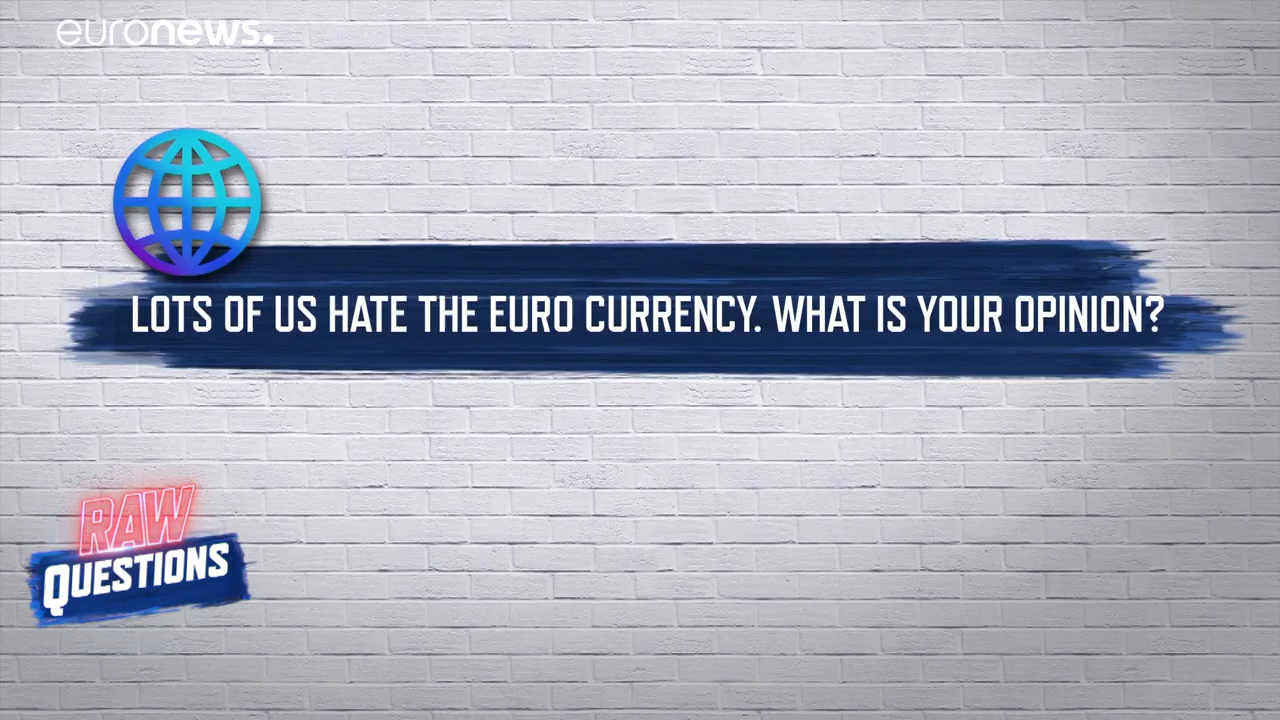 euronews.
LOTS OF US HATE THE EURO CURRENCY. WHAT IS YOUR OPINION?
RAW
QUESTIONS